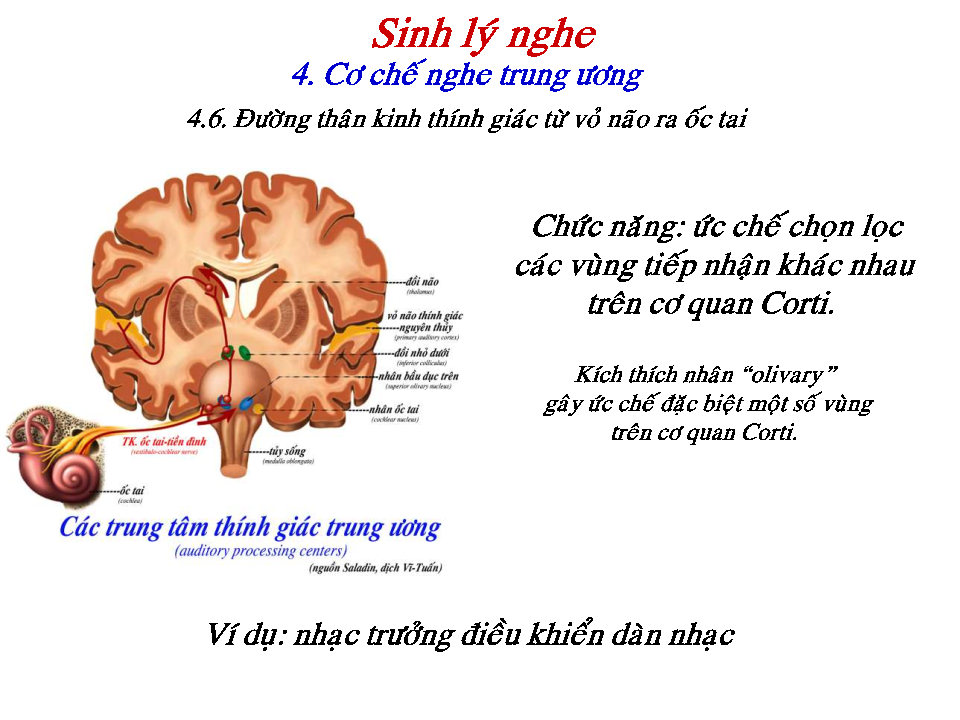 Sinh lý nghe
4. Cơ chế nghe trung ương
4.6. Đường thân kinh thính giác từ vỏ não ra ốc tai
Chức năng: ức chế chọn lọc
các vùng tiếp nhận khác nhau
trên cơ quan Corti.
Kích thích nhân “olivary”
gây ức chế đặc biệt một số vùng
trên cơ quan Corti.
đồi não
(thalamus)
vỏ não thính giác
nguyên thủy
(primary auditory cortex)
đồi nhỏ dưới
(inferior colliculus)
nhân bầu dục trên
(superior olivary nucleus)
nhân ốc tai
(cochlear nucleus)
TK. ốc tai-tiền đình
(vestibulo-cochlear nerve)
tủy sống
(medulla oblongata)
ốc tai
(cochlea)
Các trung tâm thính giác trung ương
(auditory processing centers)
(nguồn Saladin, dịch Vĩ-Tuấn)
Ví dụ: nhạc trưởng điều khiển dàn nhạc